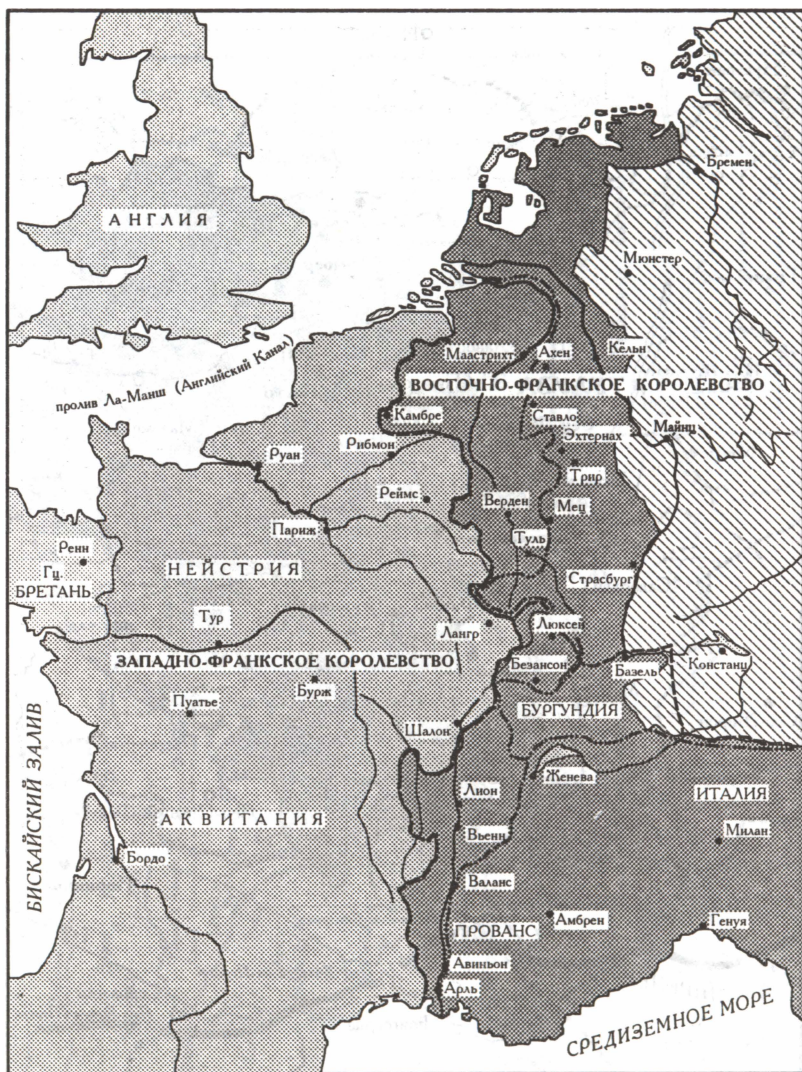 АНГЛИЯ
Бремен
Мюнстер
пролив Ла-Манш (Английский Канал)
Маастрихт
Ахен
Кёльн
ВОСТОЧНО-ФРАНКСКОЕ КОРОЛЕВСТВО
Камбре
Ставло
Майнц
Эхтернах
Руан
Рибмон
Трир
Реймс
Верден
Мец
Париж
Туль
Ренн
Гц.
БРЕТАНЬ
НЕЙСТРИЯ
Страсбург
Тур
Лангр
Люксей
ЗАПАДНО-ФРАНКСКОЕ КОРОЛЕВСТВО
Безансон
Базель
Констанц
Пуатье
Бурж
БУРГУНДИЯ
Шалон
БИСКАЙСКИЙ ЗАЛИВ
Женева
Лион
ИТАЛИЯ
АКВИТАНИЯ
Вьенн
Милан
Бордо
Валанс
Амбрен
Генуя
ПРОВАНС
Авиньон
Арль
СРЕДИЗЕМНОЕ МОРЕ